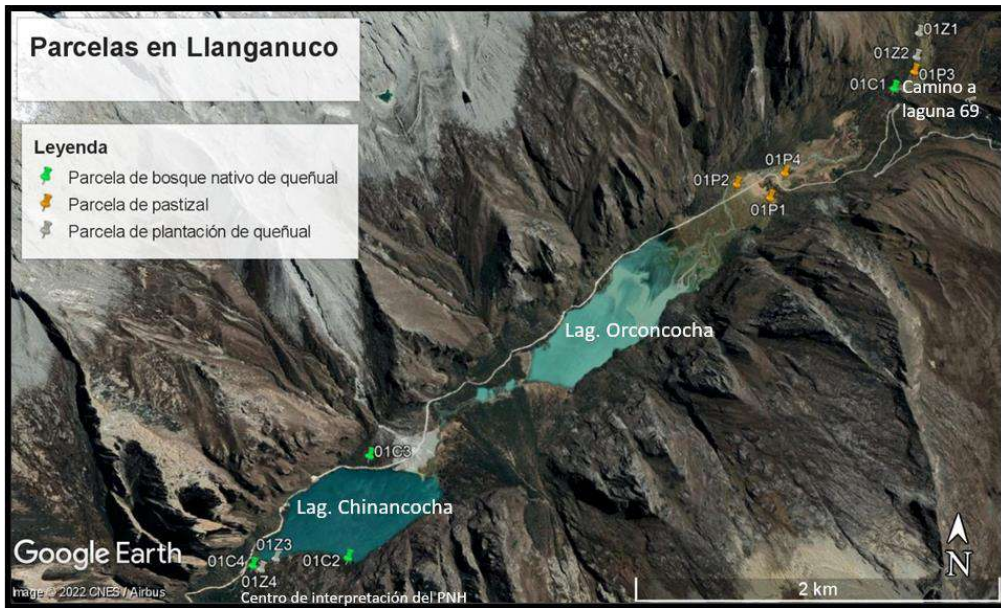 Parcelas en Llanganuco
Leyenda
Parcela de bosque nativo de queñual
Parcela de pastizal
Parcela de plantación de queñual
01Z1
01Z2
01P3
01C1
Camino a
laguna 69
01P4
01P2
01P1
Lag. Orconcocha
01C3
Lag. Chinancocha
01Z3
01C4
01C2
01Z4
Google Earth
Image © 2022 CNES / Airbus
Centro de interpretación del PNH
N
2 km